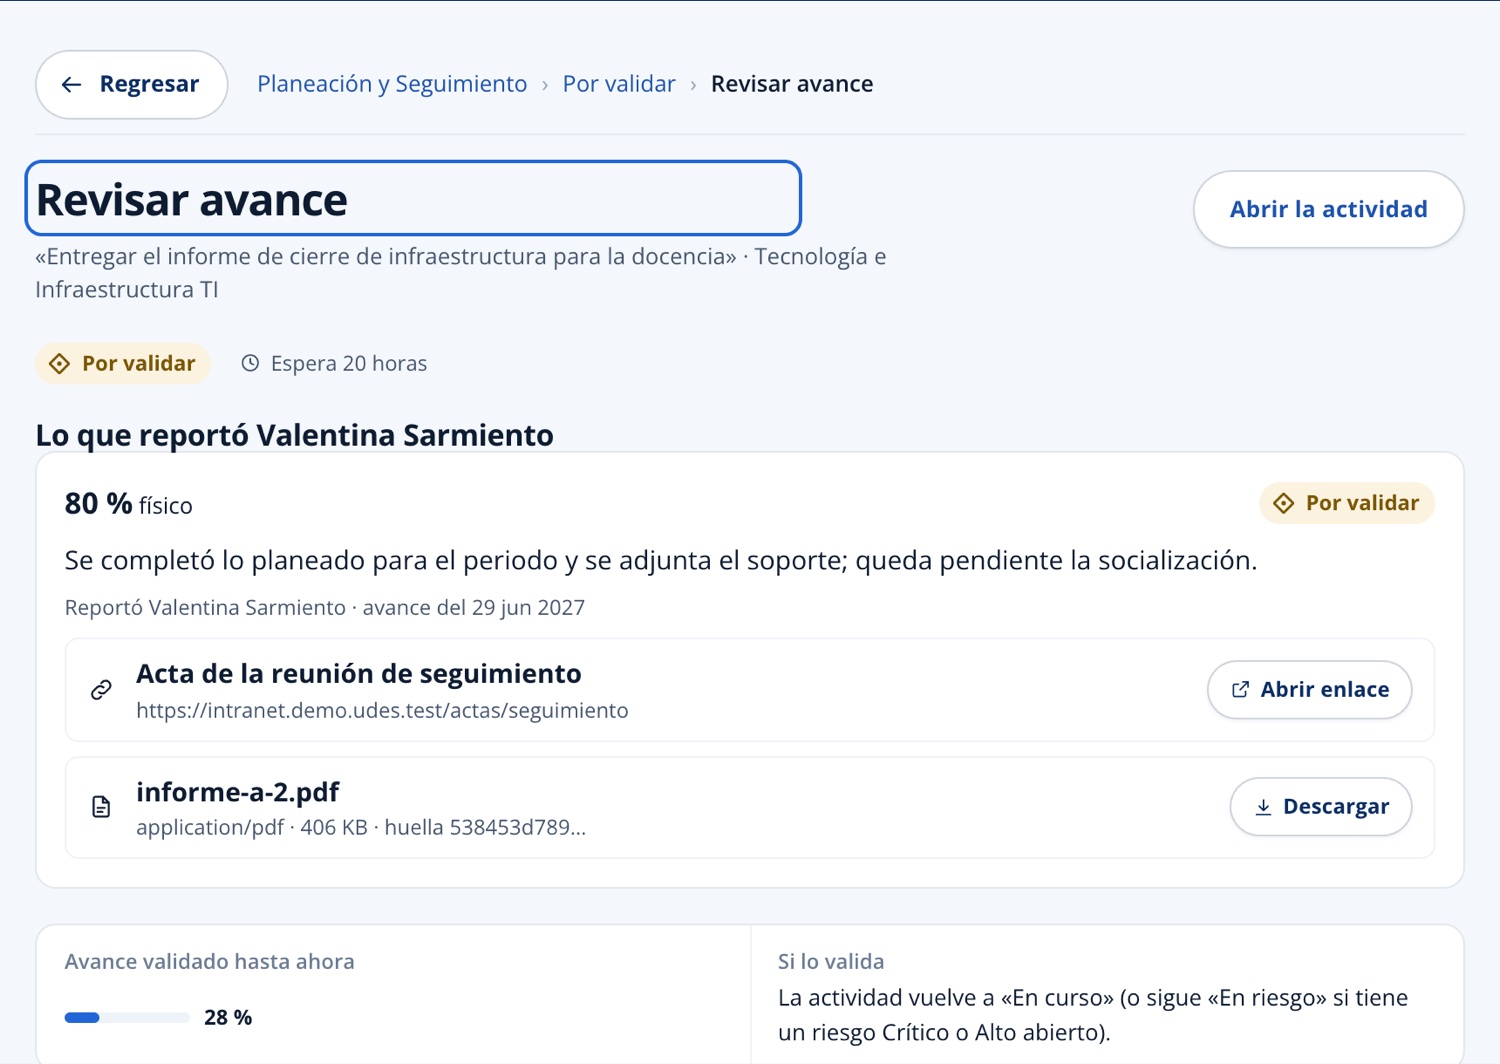 Regresar
Planeación y Seguimiento › Por validar › Revisar avance
Revisar avance
Abrir la actividad
«Entregar el informe de cierre de infraestructura para la docencia» · Tecnología e
Infraestructura TI
Por validar
Espera 20 horas
Lo que reportó Valentina Sarmiento
80 % físico
Por validar
Se completó lo planeado para el periodo y se adjunta el soporte; queda pendiente la socialización.
Reportó Valentina Sarmiento · avance del 29 jun 2027
Acta de la reunión de seguimiento
https://intranet.demo.udes.test/actas/seguimiento
Abrir enlace
informe-a-2.pdf
application/pdf · 406 KB · huella 538453d789...
Descargar
Avance validado hasta ahora
28 %
Si lo valida
La actividad vuelve a «En curso» (o sigue «En riesgo» si tiene
un riesgo Crítico o Alto abierto).